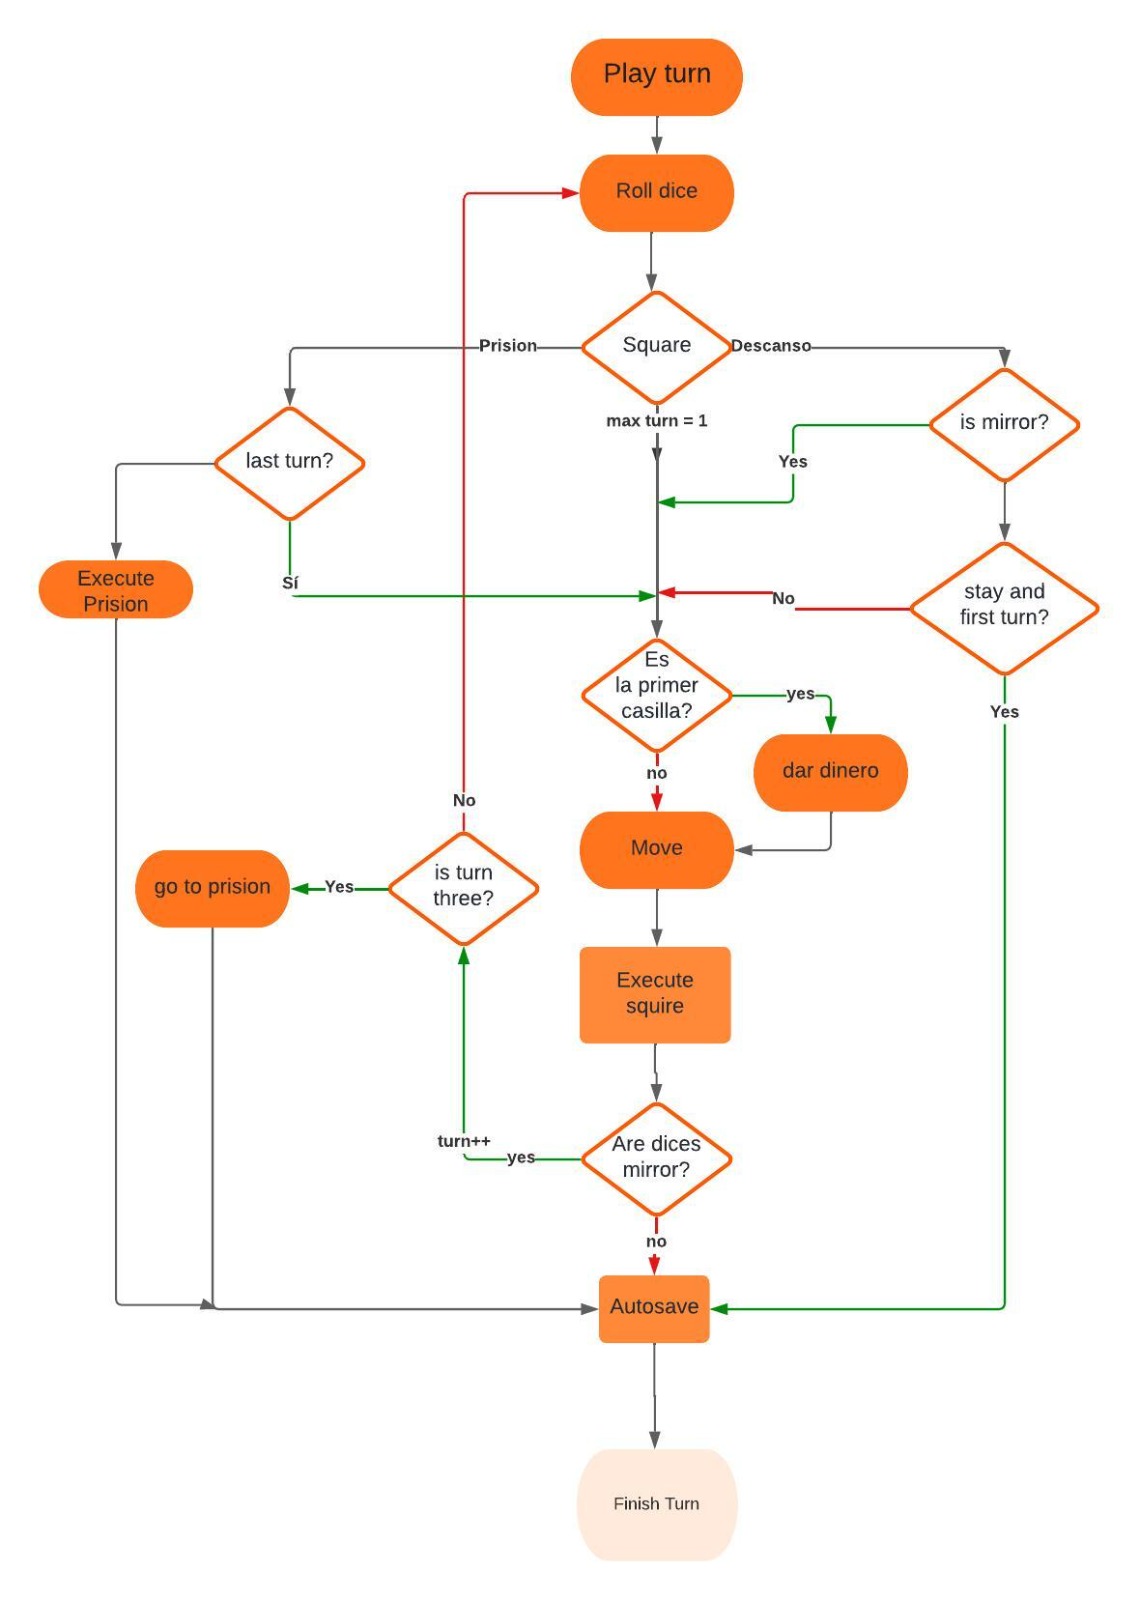 Play turn
Roll dice
Square
Prision
Descanso
max turn = 1
is mirror?
Yes
last turn?
Execute
Prision
Sí
stay and
first turn?
No
Es
la primer
casilla?
yes
Yes
no
dar dinero
No
Move
is turn
three?
Yes
go to prision
Execute
squire
turn++
yes
Are dices
mirror?
no
Autosave
Finish Turn